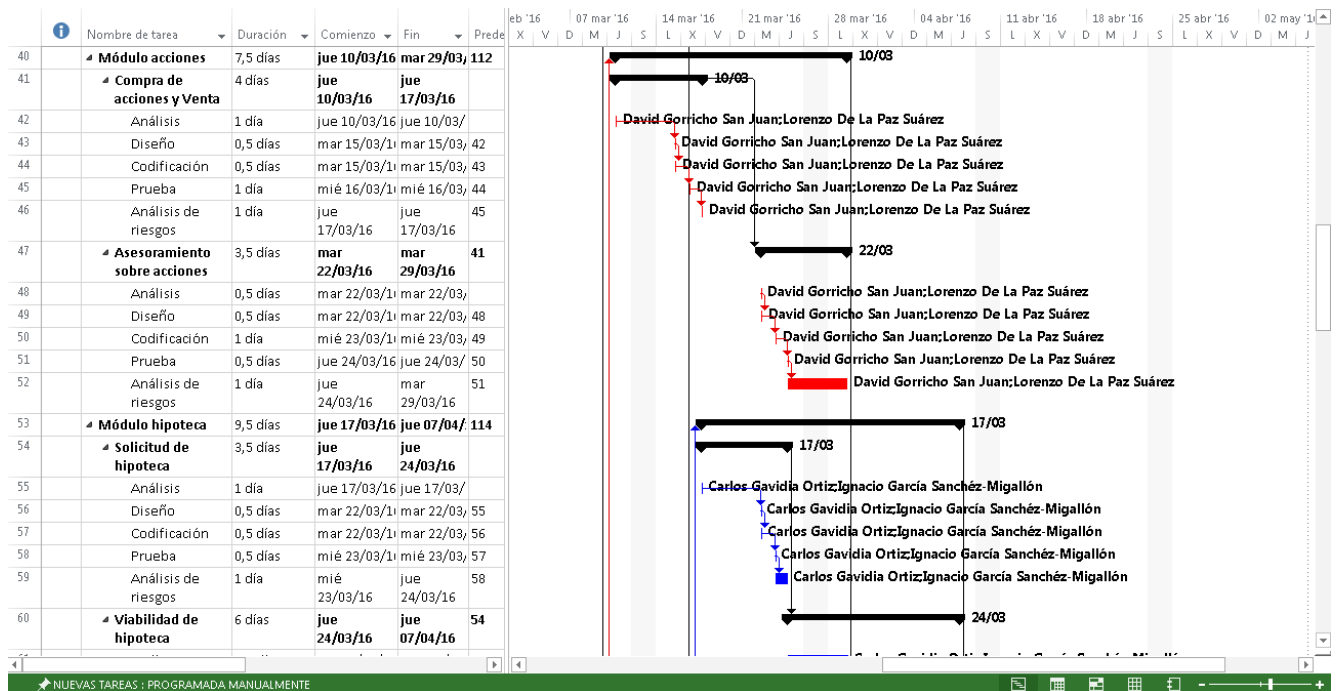 eb '16 07 mar '16 14 mar '16 21 mar '16 28 mar '16 04 abr '16 11 abr '16 18 abr '16 25 abr '16 02 may '1
Nombre de tarea Duración Comienzo Fin Prede X V D M J S L X V D M J S L X V D M J S L X V D M J S L X V D M J
40 Módulo acciones 7,5 días jue 10/03/16 mar 29/03/ 112 10/03
41 Compra de acciones y Venta 4 días jue 10/03/16 jue 17/03/16 10/03
42 Análisis 1 día jue 10/03/16 jue 10/03/ David Gorricho San Juan;Lorenzo De La Paz Suárez
43 Diseño 0,5 días mar 15/03/1 mar 15/03/ 42 David Gorricho San Juan;Lorenzo De La Paz Suárez
44 Codificación 0,5 días mar 15/03/1 mar 15/03/ 43 David Gorricho San Juan;Lorenzo De La Paz Suárez
45 Prueba 1 día mié 16/03/1 mié 16/03/ 44 David Gorricho San Juan;Lorenzo De La Paz Suárez
46 Análisis de riesgos 1 día jue 17/03/16 jue 17/03/16 45 David Gorricho San Juan;Lorenzo De La Paz Suárez
47 Asesoramiento sobre acciones 3,5 días mar 22/03/16 mar 29/03/16 41 22/03
48 Análisis 0,5 días mar 22/03/1 mar 22/03/ David Gorricho San Juan;Lorenzo De La Paz Suárez
49 Diseño 0,5 días mar 22/03/1 mar 22/03/ 48 David Gorricho San Juan;Lorenzo De La Paz Suárez
50 Codificación 1 día mié 23/03/1 mié 23/03/ 49 David Gorricho San Juan;Lorenzo De La Paz Suárez
51 Prueba 0,5 días jue 24/03/16 jue 24/03/ 50 David Gorricho San Juan;Lorenzo De La Paz Suárez
52 Análisis de riesgos 1 día jue 24/03/16 mar 29/03/16 51 David Gorricho San Juan;Lorenzo De La Paz Suárez
53 Módulo hipoteca 9,5 días jue 17/03/16 jue 07/04/ 114 17/03
54 Solicitud de hipoteca 3,5 días jue 17/03/16 jue 24/03/16 17/03
55 Análisis 1 día jue 17/03/16 jue 17/03/ Carlos Gavidia Ortiz;Ignacio García Sanchéz-Migallón
56 Diseño 0,5 días mar 22/03/1 mar 22/03/ 55 Carlos Gavidia Ortiz;Ignacio García Sanchéz-Migallón
57 Codificación 0,5 días mar 22/03/1 mar 22/03/ 56 Carlos Gavidia Ortiz;Ignacio García Sanchéz-Migallón
58 Prueba 0,5 días mié 23/03/1 mié 23/03/ 57 Carlos Gavidia Ortiz;Ignacio García Sanchéz-Migallón
59 Análisis de riesgos 1 día mié 23/03/16 jue 24/03/16 58 Carlos Gavidia Ortiz;Ignacio García Sanchéz-Migallón
60 Viabilidad de hipoteca 6 días jue 24/03/16 jue 07/04/16 54 24/03
NUEVAS TAREAS : PROGRAMADA MANUALMENTE